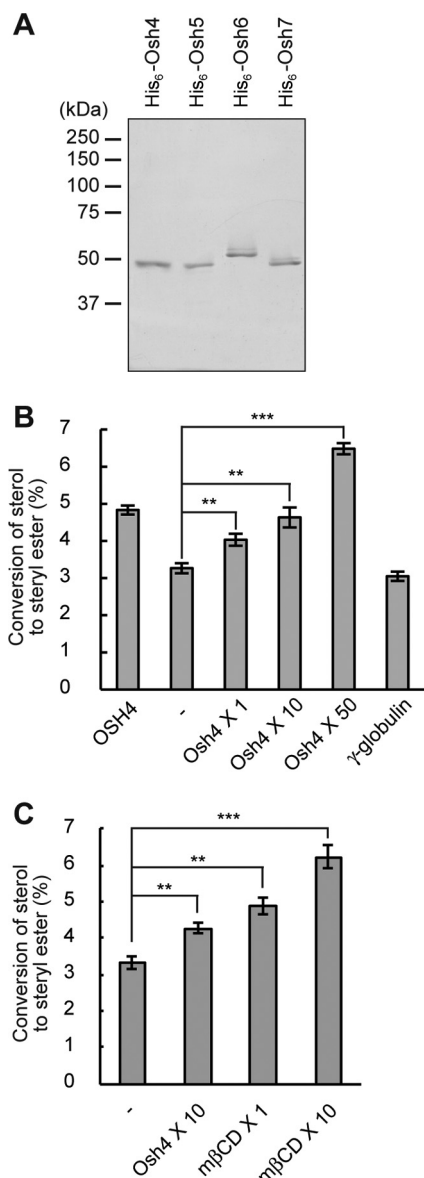 A
His6-Osh4
His6-Osh5
His6-Osh6
His6-Osh7
(kDa)
250
150
100
75
50
37
B
Conversion of sterol
to steryl ester (%)
7
6
5
4
3
2
1
0
***
**
**
OSH4
-
Osh4 X 1
Osh4 X 10
Osh4 X 50
γ-globulin
C
Conversion of sterol
to steryl ester (%)
7
6
5
4
3
2
1
0
***
**
**
-
Osh4 X 10
mβCD X 1
mβCD X 10